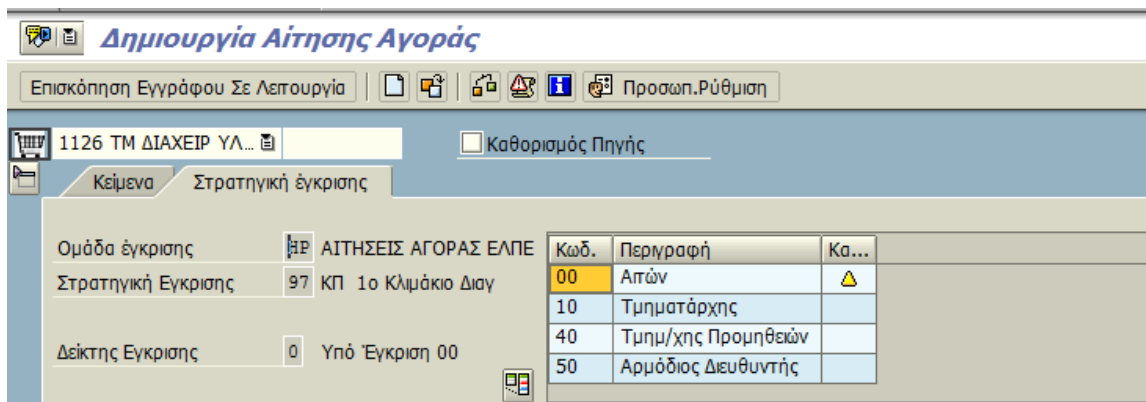 Δημιουργία Αίτησης Αγοράς
Επισκόπηση Εγγράφου Σε Λειτουργία Προσωπ.Ρύθμιση
1126 ΤΜ ΔΙΑΧΕΙΡ ΥΛ... Καθορισμός Πηγής
Κείμενα Στρατηγική έγκρισης
Ομάδα έγκρισης HP ΑΙΤΗΣΕΙΣ ΑΓΟΡΑΣ ΕΛΠΕ
Στρατηγική Εγκρισης 97 ΚΠ 1ο Κλιμάκιο Διαγ
Δείκτης Εγκρισης 0 Υπό Έγκριση 00
Κωδ. Περιγραφή Κα...
00 Αιτών
10 Τμηματάρχης
40 Τμημ/χης Προμηθειών
50 Αρμόδιος Διευθυντής